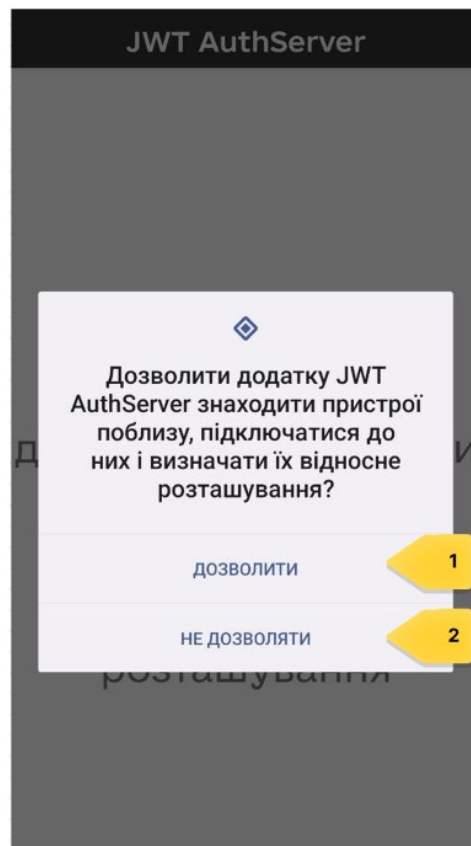 JWT AuthServer
Дозволити додатку JWT
AuthServer знаходити пристрої
поблизу, підключатися до
них і визначати їх відносне
розташування?
ДОЗВОЛИТИ
1
НЕ ДОЗВОЛЯТИ
2
розташування